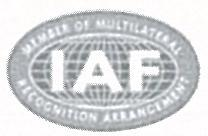 MEMBER OF MULTILATERAL
IAF
RECOGNITION ARRANGEMENT